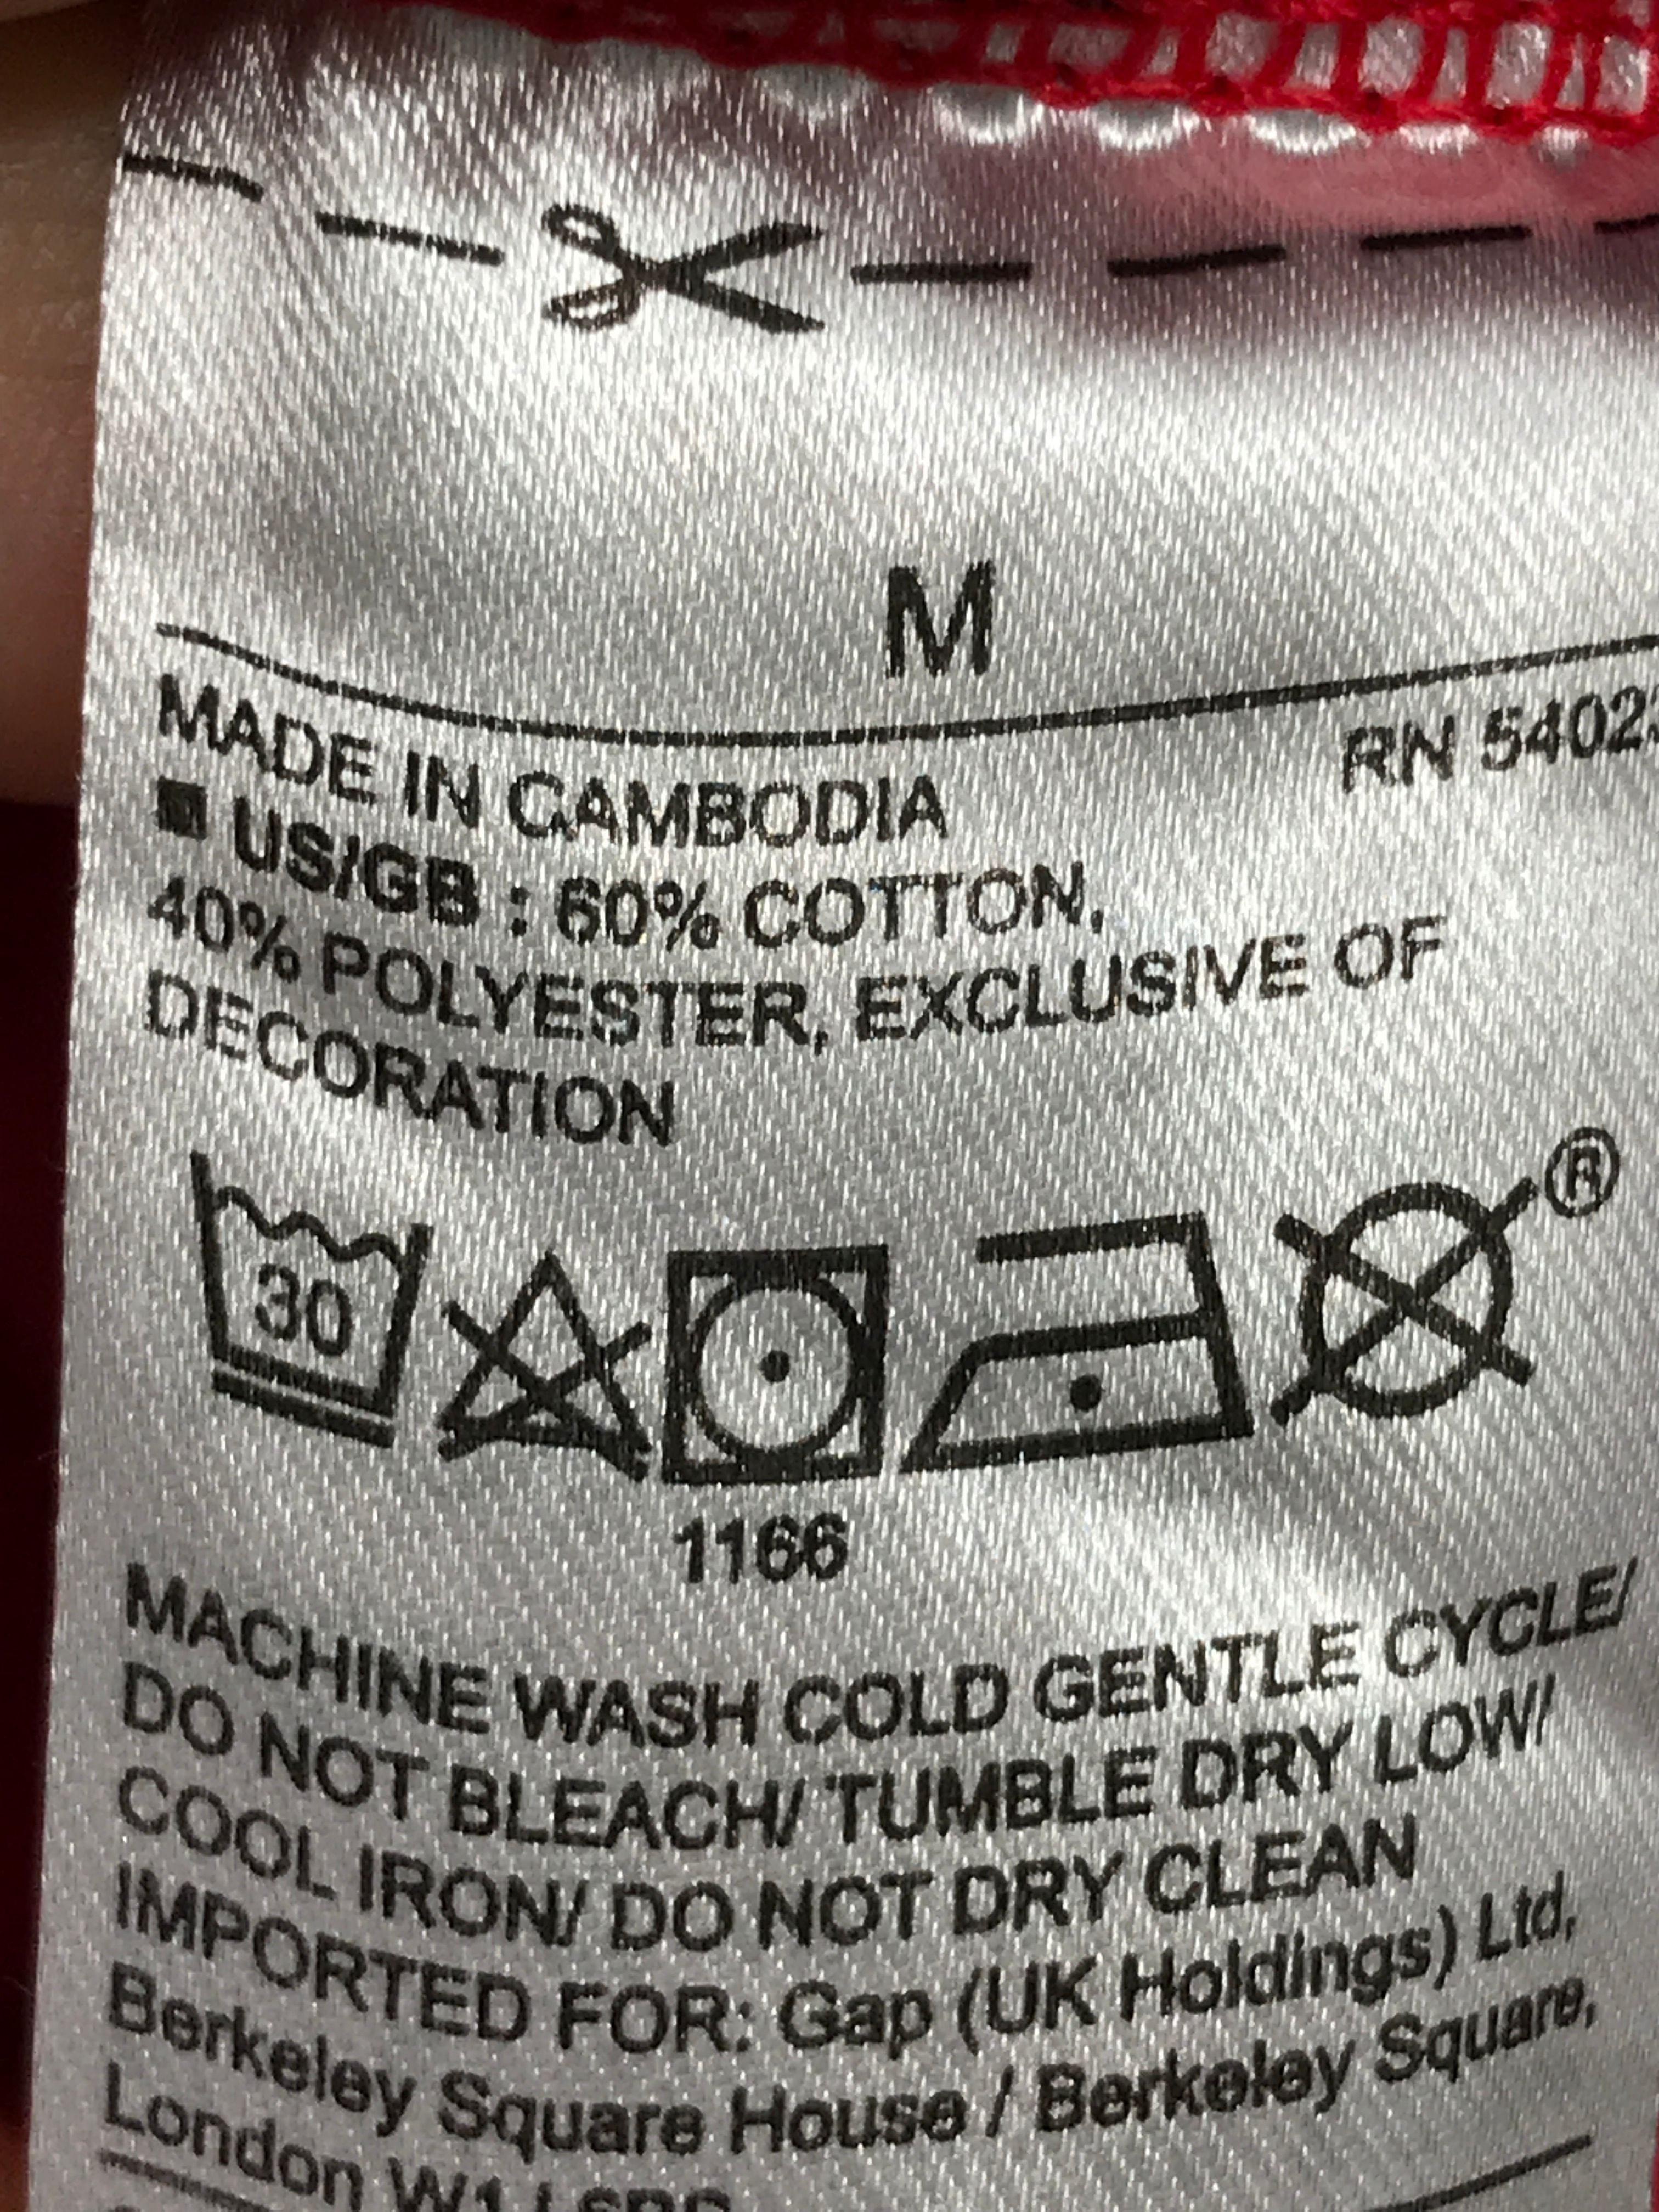 M
MADE IN CAMBODIA
RN 5402
■ US/GB : 60% COTTON,
40% POLYESTER, EXCLUSIVE OF
DECORATION
30
®
1166
MACHINE WASH COLD GENTLE CYCLE/
DO NOT BLEACH/ TUMBLE DRY LOW/
COOL IRON/ DO NOT DRY CLEAN
IMPORTED FOR: Gap (UK Holdings) Ltd,
Berkeley Square House / Berkeley Square,
London